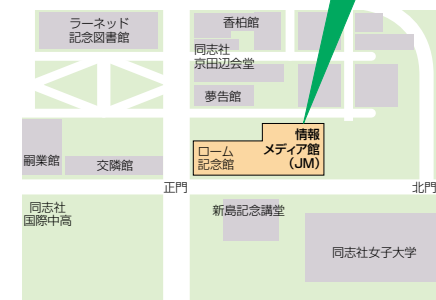 ラーネッド
記念図書館
香柏館
同志社
京田辺会堂
夢告館
嗣業館
交隣館
ローム
記念館
情報
メディア館
(JM)
正門
北門
同志社
国際中高
新島記念講堂
同志社女子大学